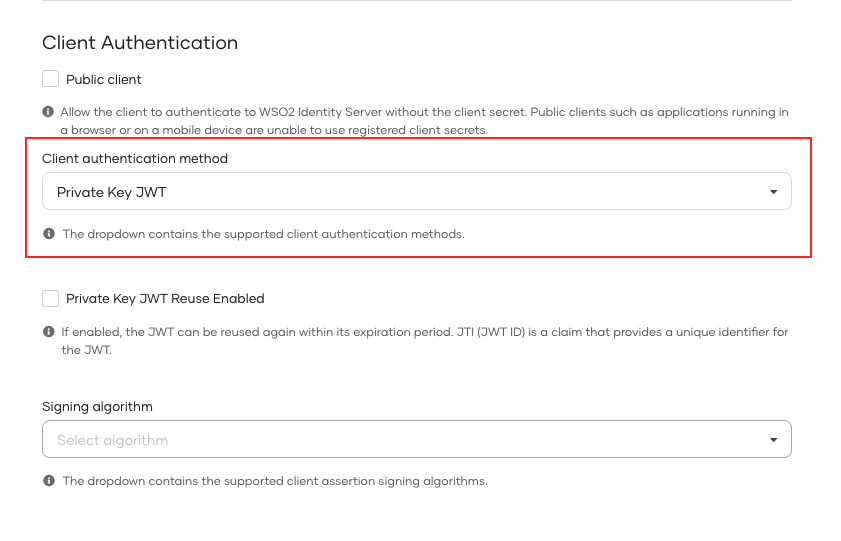 Client Authentication
Public client
Allow the client to authenticate to WSO2 Identity Server without the client secret. Public clients such as applications running in
a browser or on a mobile device are unable to use registered client secrets.
Client authentication method
Private Key JWT
The dropdown contains the supported client authentication methods.
Private Key JWT Reuse Enabled
If enabled, the JWT can be reused again within its expiration period. JTI (JWT ID) is a claim that provides a unique identifier for
the JWT.
Signing algorithm
Select algorithm
The dropdown contains the supported client assertion signing algorithms.